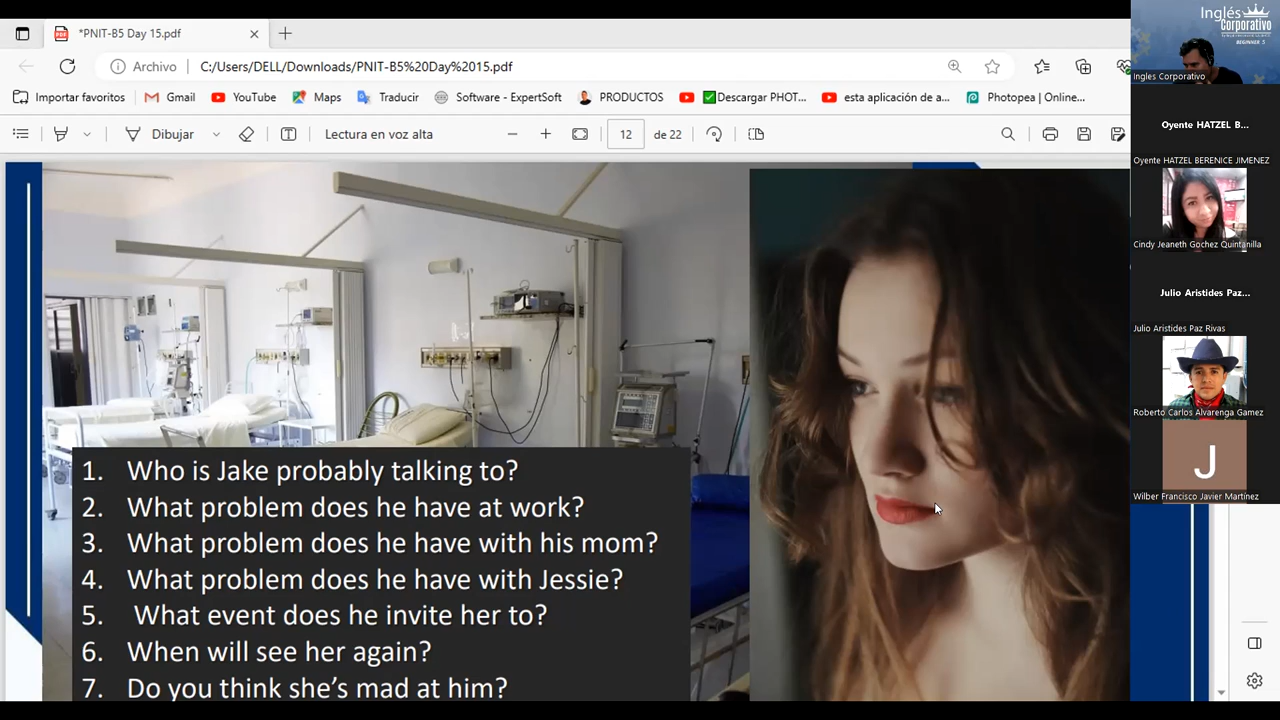 *PNIT-B5 Day 15.pdf
Archivo
C:/Users/DELL/Downloads/PNIT-B5%20Day%2015.pdf
Importar favoritos
Gmail
YouTube
Maps
Traducir
Software - ExpertSoft
PRODUCTOS
Descargar PHOT...
esta aplicación de a...
Photopea | Online...
Dibujar
Lectura en voz alta
12
de 22
1. Who is Jake probably talking to?
2. What problem does he have at work?
3. What problem does he have with his mom?
4. What problem does he have with Jessie?
5. What event does he invite her to?
6. When will see her again?
7. Do you think she's mad at him?
Inglés
Corporativo
BEGINNER 5
Ingles Corporativo
Oyente HATZEL B...
Oyente HATZEL BERENICE JIMENEZ
Cindy Jeaneth Gochez Quintanilla
Julio Aristides Paz...
Julio Aristides Paz Rivas
Roberto Carlos Alvarenga Gamez
J
Wilber Francisco Javier Martínez